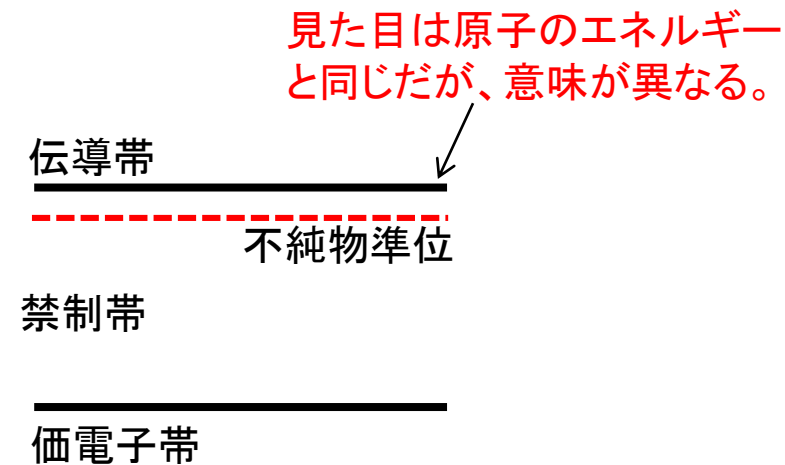 見た目は原子のエネルギー
と同じだが、意味が異なる。
伝導帯
不純物準位
禁制帯
価電子帯